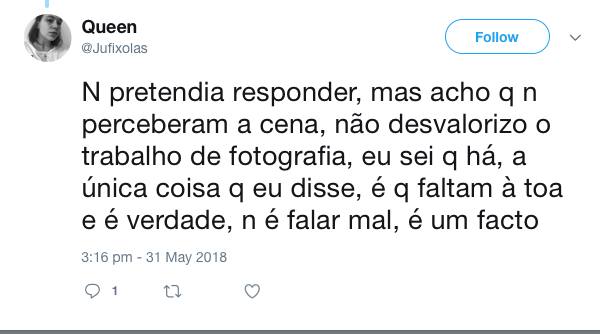 Queen
@Jufixolas
Follow
N pretendia responder, mas acho q n
perceberam a cena, não desvalorizo o
trabalho de fotografia, eu sei q há, a
única coisa q eu disse, é q faltam à toa
e é verdade, n é falar mal, é um facto
3:16 pm - 31 May 2018
1